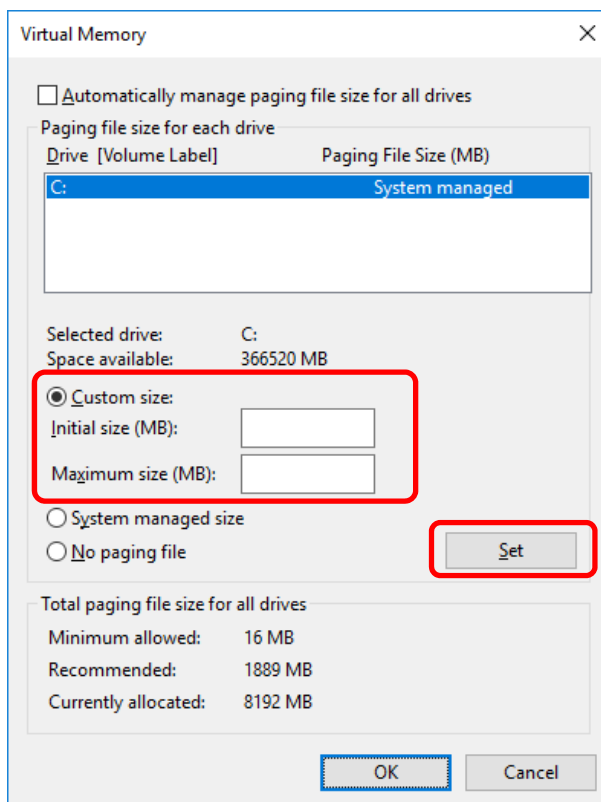 Virtual Memory
Automatically manage paging file size for all drives
Paging file size for each drive
Drive [Volume Label] Paging File Size (MB)
C: System managed
Selected drive: C:
Space available: 366520 MB
Custom size:
Initial size (MB):
Maximum size (MB):
System managed size
No paging file
Set
Total paging file size for all drives
Minimum allowed: 16 MB
Recommended: 1889 MB
Currently allocated: 8192 MB
OK Cancel